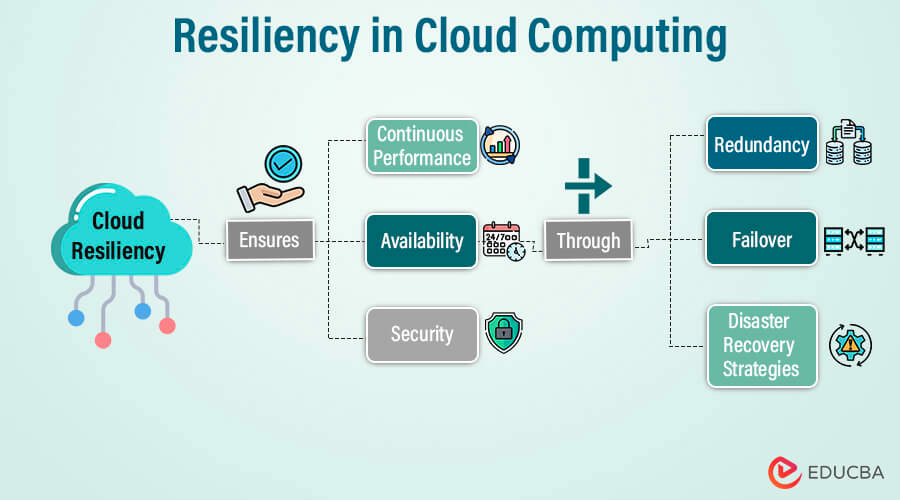 Resiliency in Cloud Computing
Cloud
Resiliency
Ensures
Continuous
Performance
Availability
24/7
Security
Through
Redundancy
Failover
Disaster
Recovery
Strategies
EDUCBA